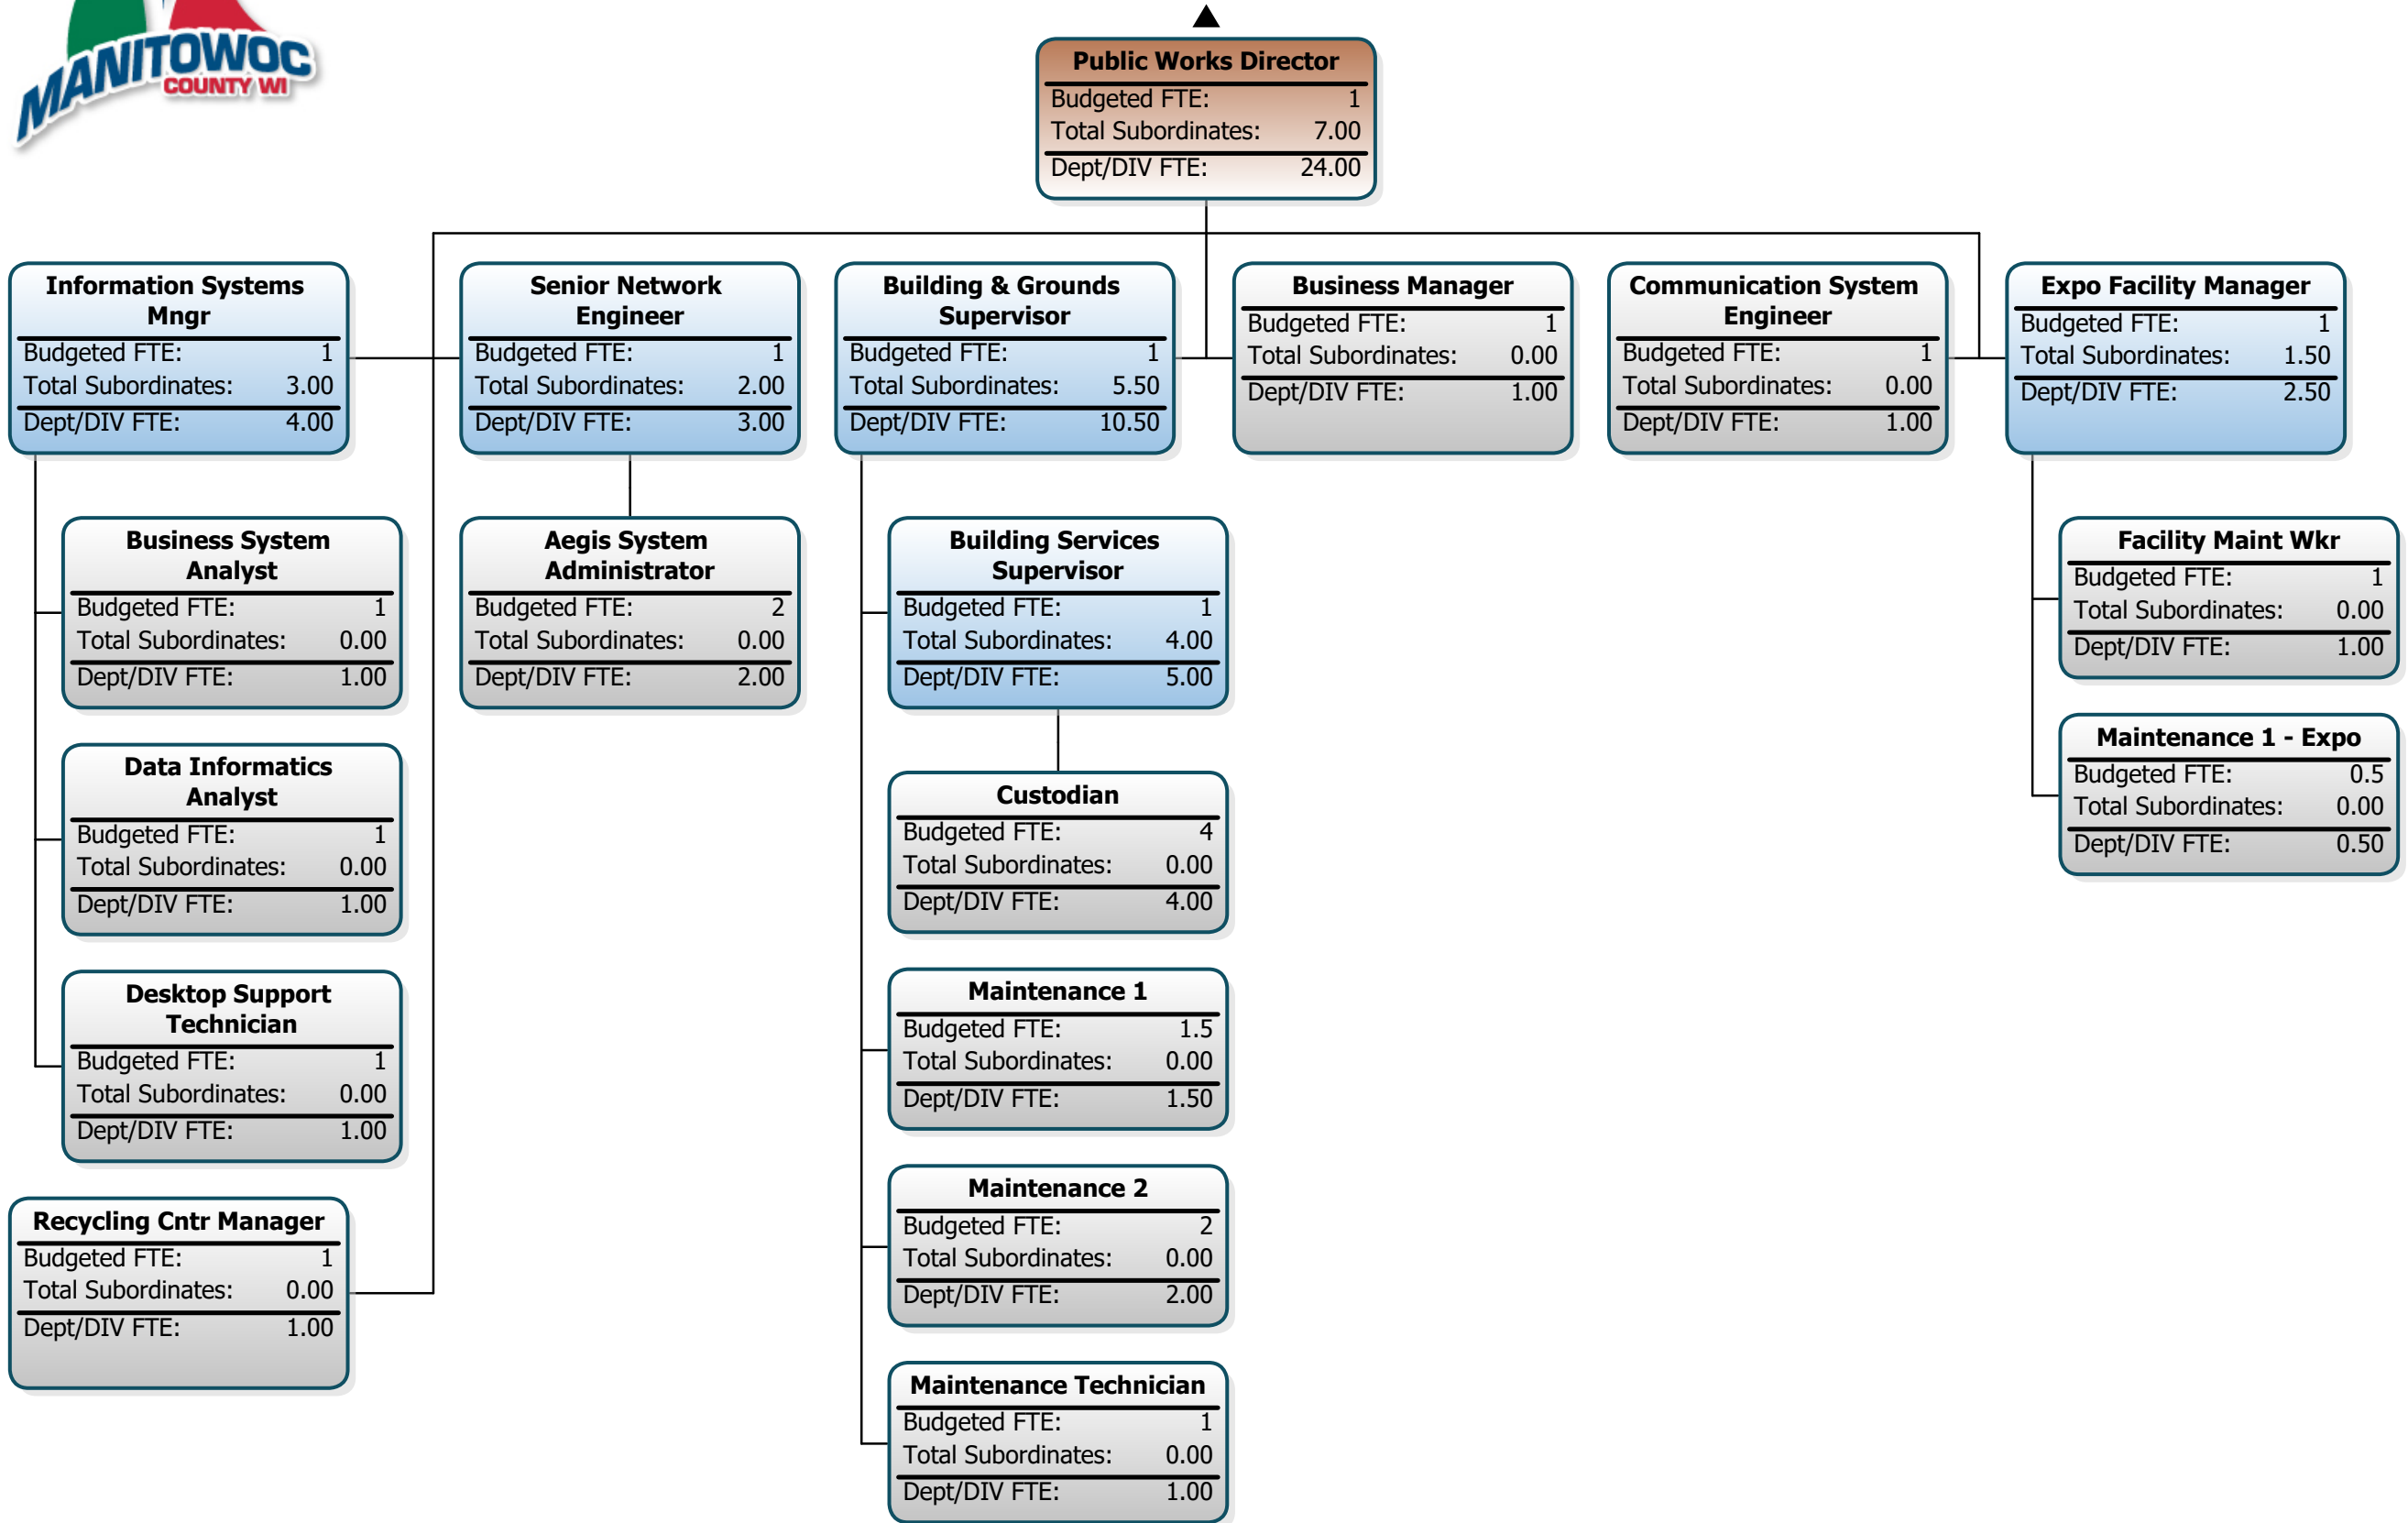 MANITOWOC
COUNTY WI
Public Works Director
Budgeted FTE: 1
Total Subordinates: 7.00
Dept/DIV FTE: 24.00
Information Systems
Mngr
Budgeted FTE: 1
Total Subordinates: 3.00
Dept/DIV FTE: 4.00
Senior Network
Engineer
Budgeted FTE: 1
Total Subordinates: 2.00
Dept/DIV FTE: 3.00
Building & Grounds
Supervisor
Budgeted FTE: 1
Total Subordinates: 5.50
Dept/DIV FTE: 10.50
Business Manager
Budgeted FTE: 1
Total Subordinates: 0.00
Dept/DIV FTE: 1.00
Communication System
Engineer
Budgeted FTE: 1
Total Subordinates: 0.00
Dept/DIV FTE: 1.00
Expo Facility Manager
Budgeted FTE: 1
Total Subordinates: 1.50
Dept/DIV FTE: 2.50
Business System
Analyst
Budgeted FTE: 1
Total Subordinates: 0.00
Dept/DIV FTE: 1.00
Aegis System
Administrator
Budgeted FTE: 2
Total Subordinates: 0.00
Dept/DIV FTE: 2.00
Building Services
Supervisor
Budgeted FTE: 1
Total Subordinates: 4.00
Dept/DIV FTE: 5.00
Facility Maint Wkr
Budgeted FTE: 1
Total Subordinates: 0.00
Dept/DIV FTE: 1.00
Data Informatics
Analyst
Budgeted FTE: 1
Total Subordinates: 0.00
Dept/DIV FTE: 1.00
Custodian
Budgeted FTE: 4
Total Subordinates: 0.00
Dept/DIV FTE: 4.00
Maintenance 1 - Expo
Budgeted FTE: 0.5
Total Subordinates: 0.00
Dept/DIV FTE: 0.50
Desktop Support
Technician
Budgeted FTE: 1
Total Subordinates: 0.00
Dept/DIV FTE: 1.00
Maintenance 1
Budgeted FTE: 1.5
Total Subordinates: 0.00
Dept/DIV FTE: 1.50
Recycling Cntr Manager
Budgeted FTE: 1
Total Subordinates: 0.00
Dept/DIV FTE: 1.00
Maintenance 2
Budgeted FTE: 2
Total Subordinates: 0.00
Dept/DIV FTE: 2.00
Maintenance Technician
Budgeted FTE: 1
Total Subordinates: 0.00
Dept/DIV FTE: 1.00